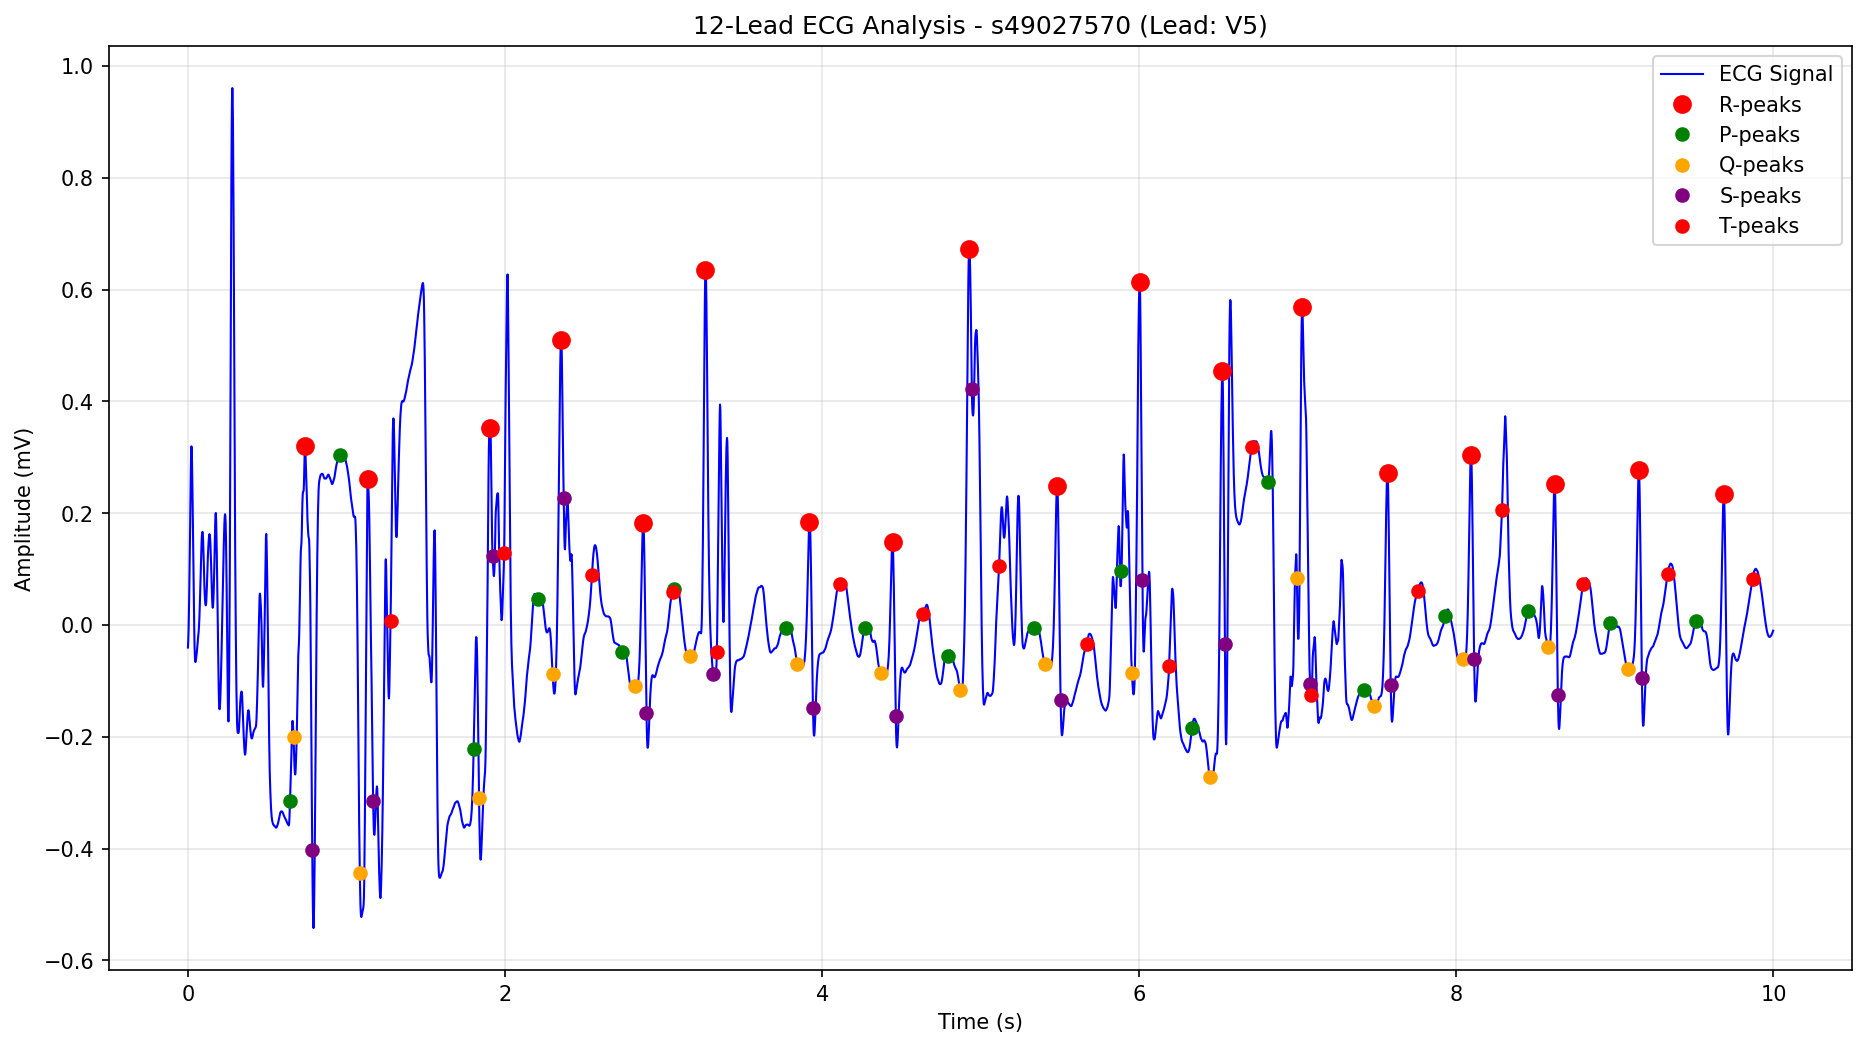 12-Lead ECG Analysis - s49027570 (Lead: V5)
ECG Signal
R-peaks
P-peaks
Q-peaks
S-peaks
T-peaks
Amplitude (mV)
1.0
0.8
0.6
0.4
0.2
0.0
−0.2
−0.4
−0.6
0 2 4 6 8 10
Time (s)